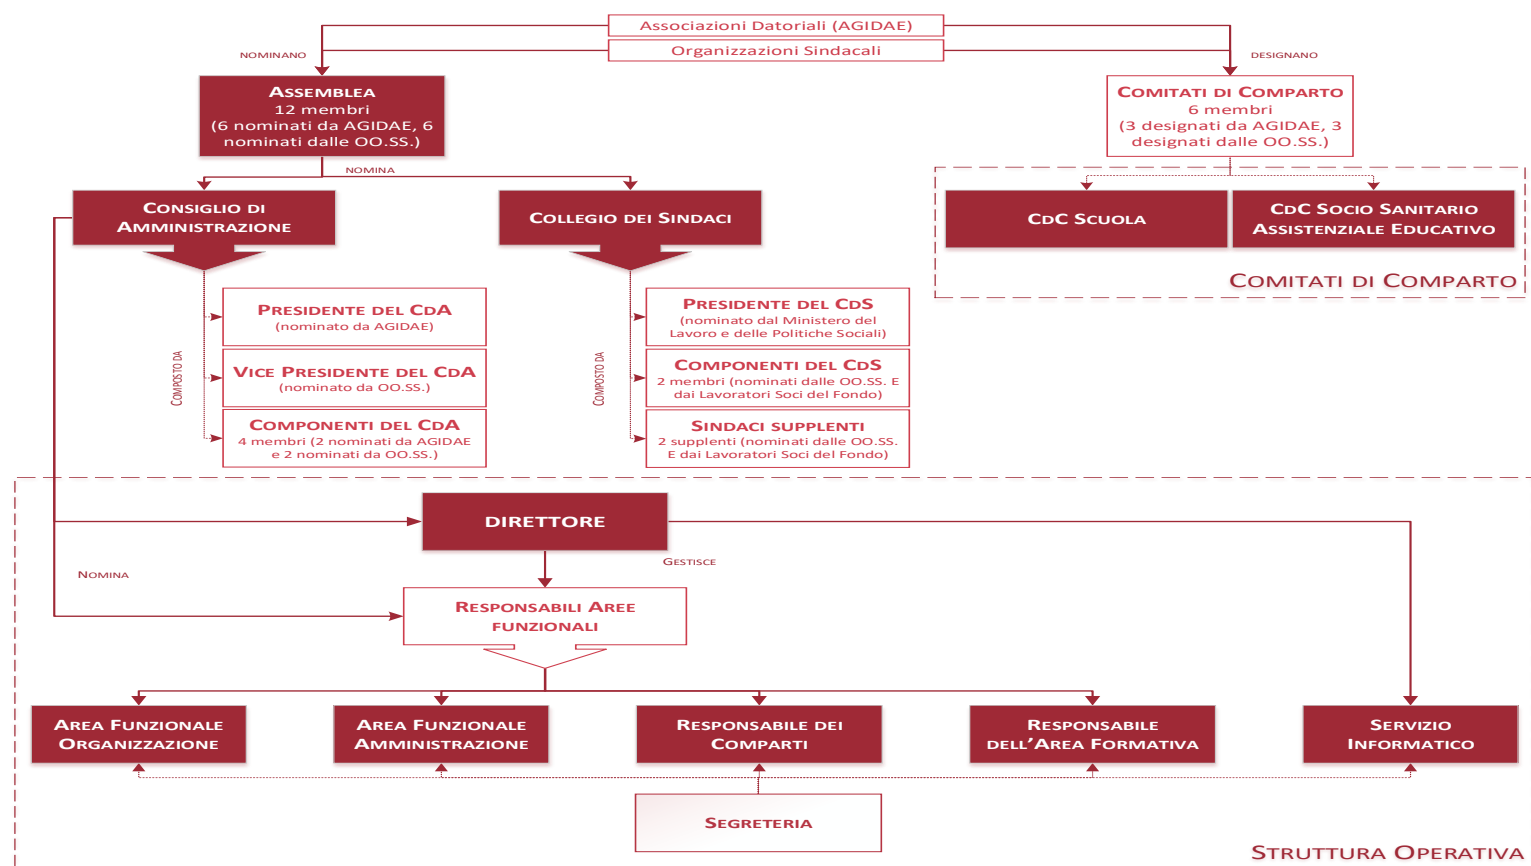 Associazioni Datoriali (AGIDAE)
Organizzazioni Sindacali
NOMINANO
DESIGNANO
ASSEMBLEA
12 membri
(6 nominati da AGIDAE, 6
nominati dalle OO.SS.)
COMITATI DI COMPARTO
6 membri
(3 designati da AGIDAE, 3
designati dalle OO.SS.)
NOMINA
CONSIGLIO DI
AMMINISTRAZIONE
COLLEGIO DEI SINDACI
CDC SCUOLA
CDC SOCIO SANITARIO
ASSISTENZIALE EDUCATIVO
COMITATI DI COMPARTO
COMPOSTO DA
PRESIDENTE DEL CDA
(nominato da AGIDAE)
VICE PRESIDENTE DEL CDA
(nominato da OO.SS.)
COMPONENTI DEL CDA
4 membri (2 nominati da AGIDAE
e 2 nominati da OO.SS.)
COMPOSTO DA
PRESIDENTE DEL CDS
(nominato dal Ministero del
Lavoro e delle Politiche Sociali)
COMPONENTI DEL CDS
2 membri (nominati dalle OO.SS. E
dai Lavoratori Soci del Fondo)
SINDACI SUPPLENTI
2 supplenti (nominati dalle OO.SS.
E dai Lavoratori Soci del Fondo)
DIRETTORE
GESTISCE
NOMINA
RESPONSABILI AREE
FUNZIONALI
AREA FUNZIONALE
ORGANIZZAZIONE
AREA FUNZIONALE
AMMINISTRAZIONE
RESPONSABILE DEI
COMPARTI
RESPONSABILE
DELL'AREA FORMATIVA
SERVIZIO
INFORMATICO
SEGRETERIA
STRUTTURA OPERATIVA